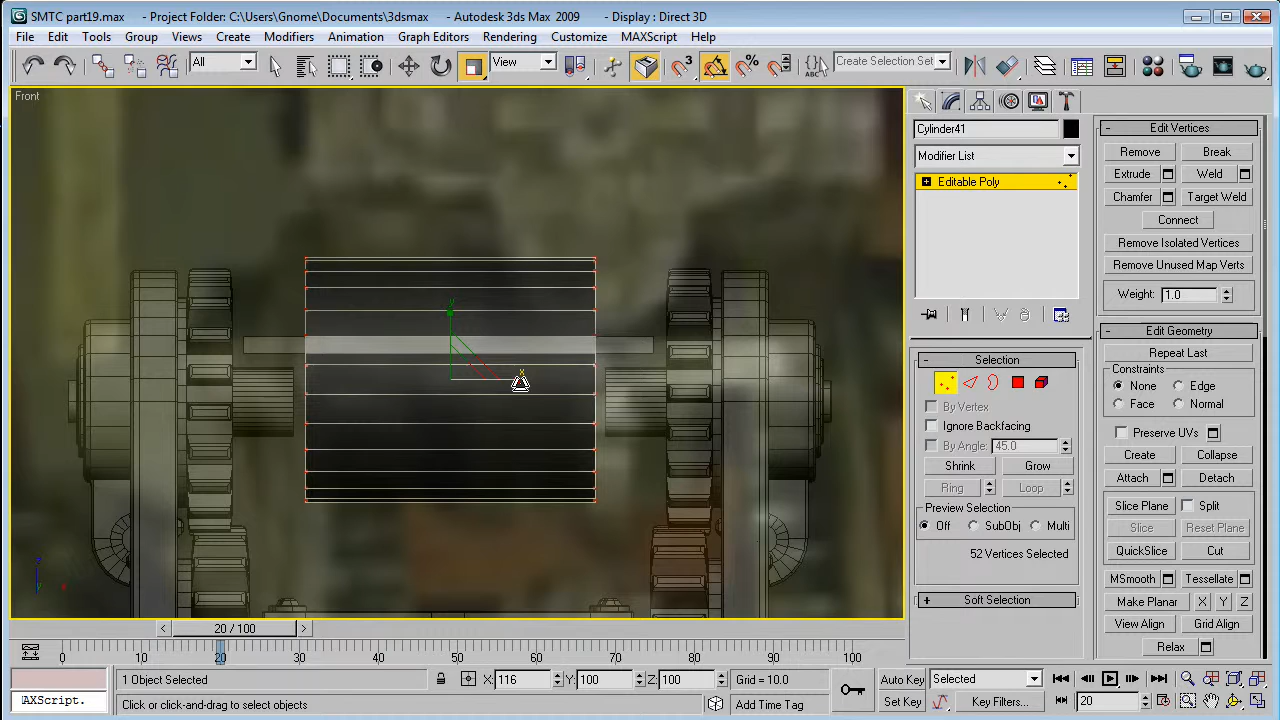 SMTC part19.max - Project Folder: C:\Users\Gnome\Documents\3dsmax - Autodesk 3ds Max 2009 - Display : Direct 3D
File Edit Tools Group Views Create Modifiers Animation Graph Editors Rendering Customize MAXScript Help
All View 3 % ABC Create Selection Set
Front
Cylinder41
Modifier List
Editable Poly
Selection
By Vertex
Ignore Backfacing
By Angle: 45.0
Shrink Grow
Ring Loop
Preview Selection
Off SubObj Multi
52 Vertices Selected
Soft Selection
Edit Vertices
Remove Break
Extrude Weld
Chamfer Target Weld
Connect
Remove Isolated Vertices
Remove Unused Map Verts
Weight: 1.0
Edit Geometry
Repeat Last
Constraints
None Edge
Face Normal
Preserve UVs
Create Collapse
Attach Detach
Slice Plane Split
Slice Reset Plane
QuickSlice Cut
MSmooth Tessellate
Make Planar X Y Z
View Align Grid Align
Relax
y
x
z
y x
< 20 / 100 >
0 10 20 30 40 50 60 70 80 90 100
1 Object Selected X: 116 Y: 100 Z: 100 Grid = 10.0 Auto Key Selected
AXScript. Click or click-and-drag to select objects Add Time Tag Set Key Key Filters... 20